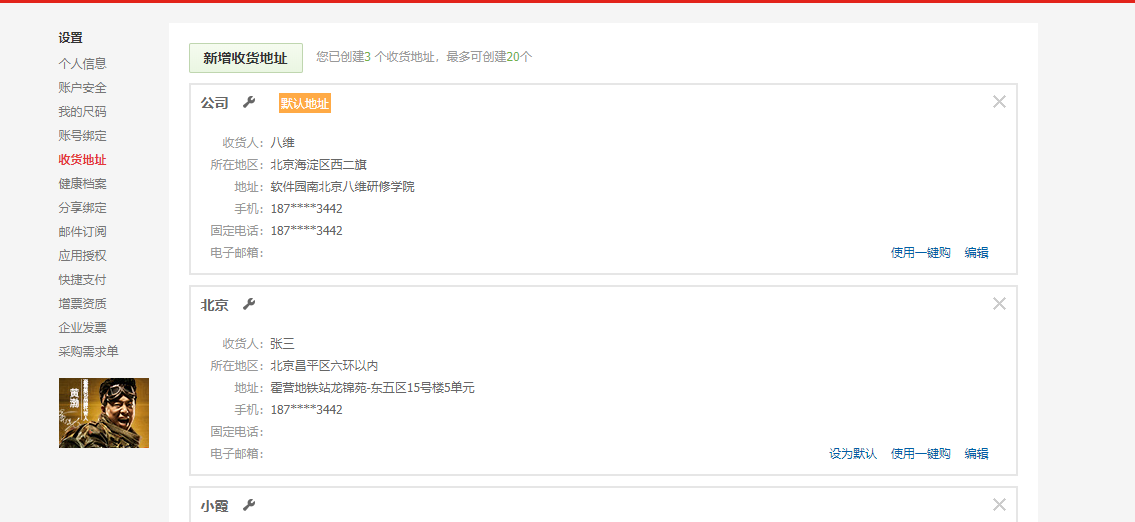 设置
个人信息
账户安全
我的尺码
账号绑定
收货地址
健康档案
分享绑定
邮件订阅
应用授权
快捷支付
增票资质
企业发票
采购需求单
黄渤
新增收货地址 您已创建3 个收货地址，最多可创建20个
公司 默认地址
收货人：八维
所在地区：北京海淀区西二旗
地址：软件园南北京八维研修学院
手机：187****3442
固定电话：187****3442
电子邮箱： 使用一键购 编辑
北京
收货人：张三
所在地区：北京昌平区六环以内
地址：霍营地铁站龙锦苑-东五区15号楼5单元
手机：187****3442
固定电话：
电子邮箱： 设为默认 使用一键购 编辑
小霞